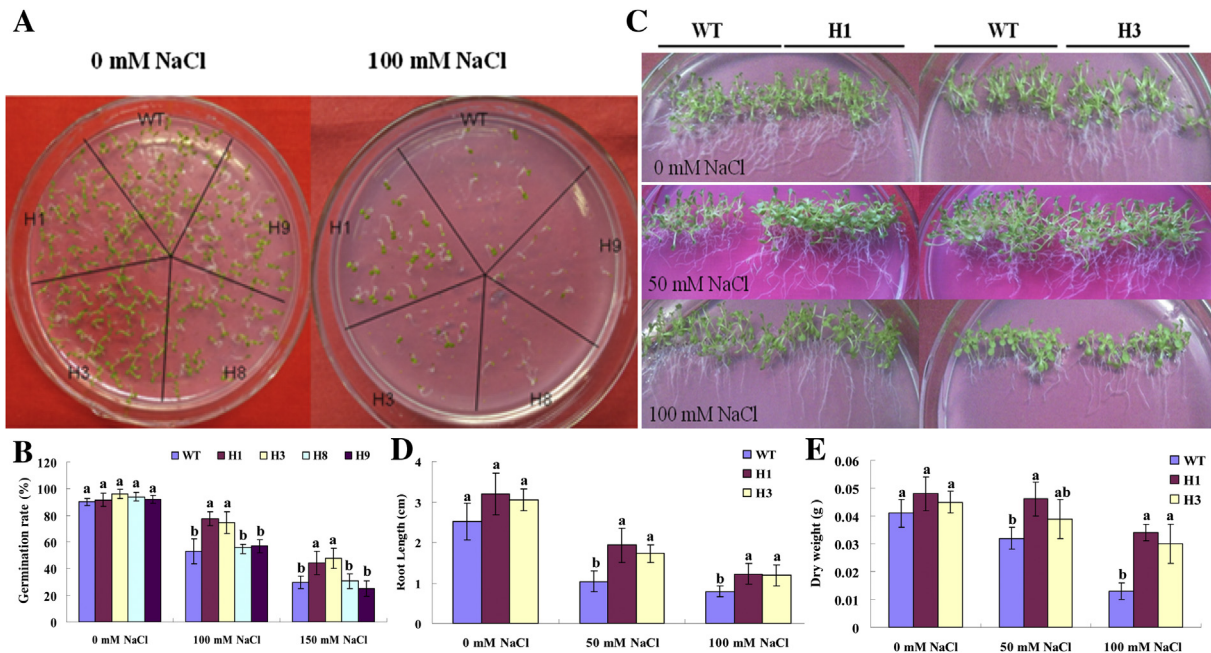 A
0 mM NaCl
100 mM NaCl
WT
H1
H9
H3
H8
WT
H1
H9
H3
H8
C
WT
H1
WT
H3
0 mM NaCl
50 mM NaCl
100 mM NaCl
B
WT H1 H3 H8 H9
Germination rate (%)
120
100
80
60
40
20
0
a a a a a
b a a b b
b a a b b
0 mM NaCl 100 mM NaCl 150 mM NaCl
D
WT
H1
H3
Root Length (cm)
4
3
2
1
0
a a a
b a a
b a a
0 mM NaCl 50 mM NaCl 100 mM NaCl
E
WT
H1
H3
Dry weight (g )
0.06
0.05
0.04
0.03
0.02
0.01
0.00
a a a
b a ab
b a a
0 mM NaCl 50 mM NaCl 100 mM NaCl